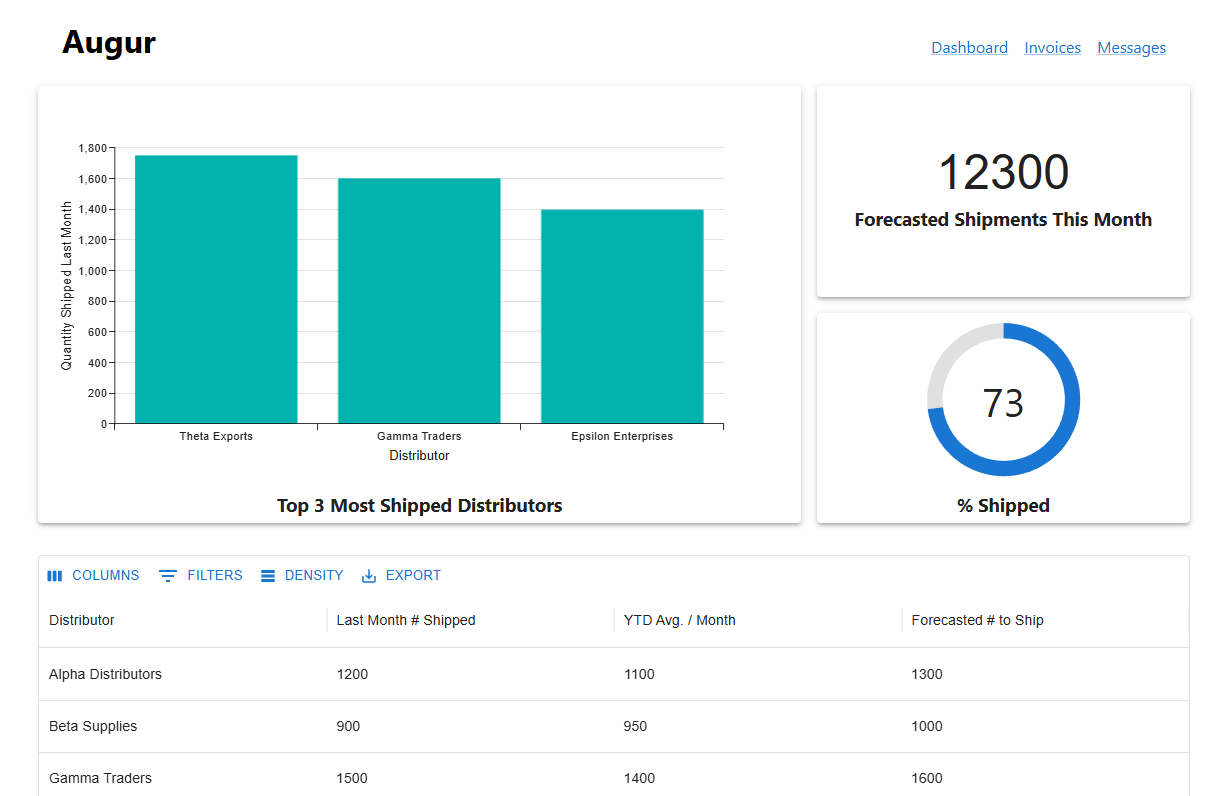 Augur
Dashboard Invoices Messages
1,800
1,600
1,400
1,200
1,000
800
600
400
200
0
Quantity Shipped Last Month
Theta Exports Gamma Traders Epsilon Enterprises
Distributor
Top 3 Most Shipped Distributors
12300
Forecasted Shipments This Month
73
% Shipped
COLUMNS FILTERS DENSITY EXPORT
Distributor Last Month # Shipped YTD Avg. / Month Forecasted # to Ship
Alpha Distributors 1200 1100 1300
Beta Supplies 900 950 1000
Gamma Traders 1500 1400 1600